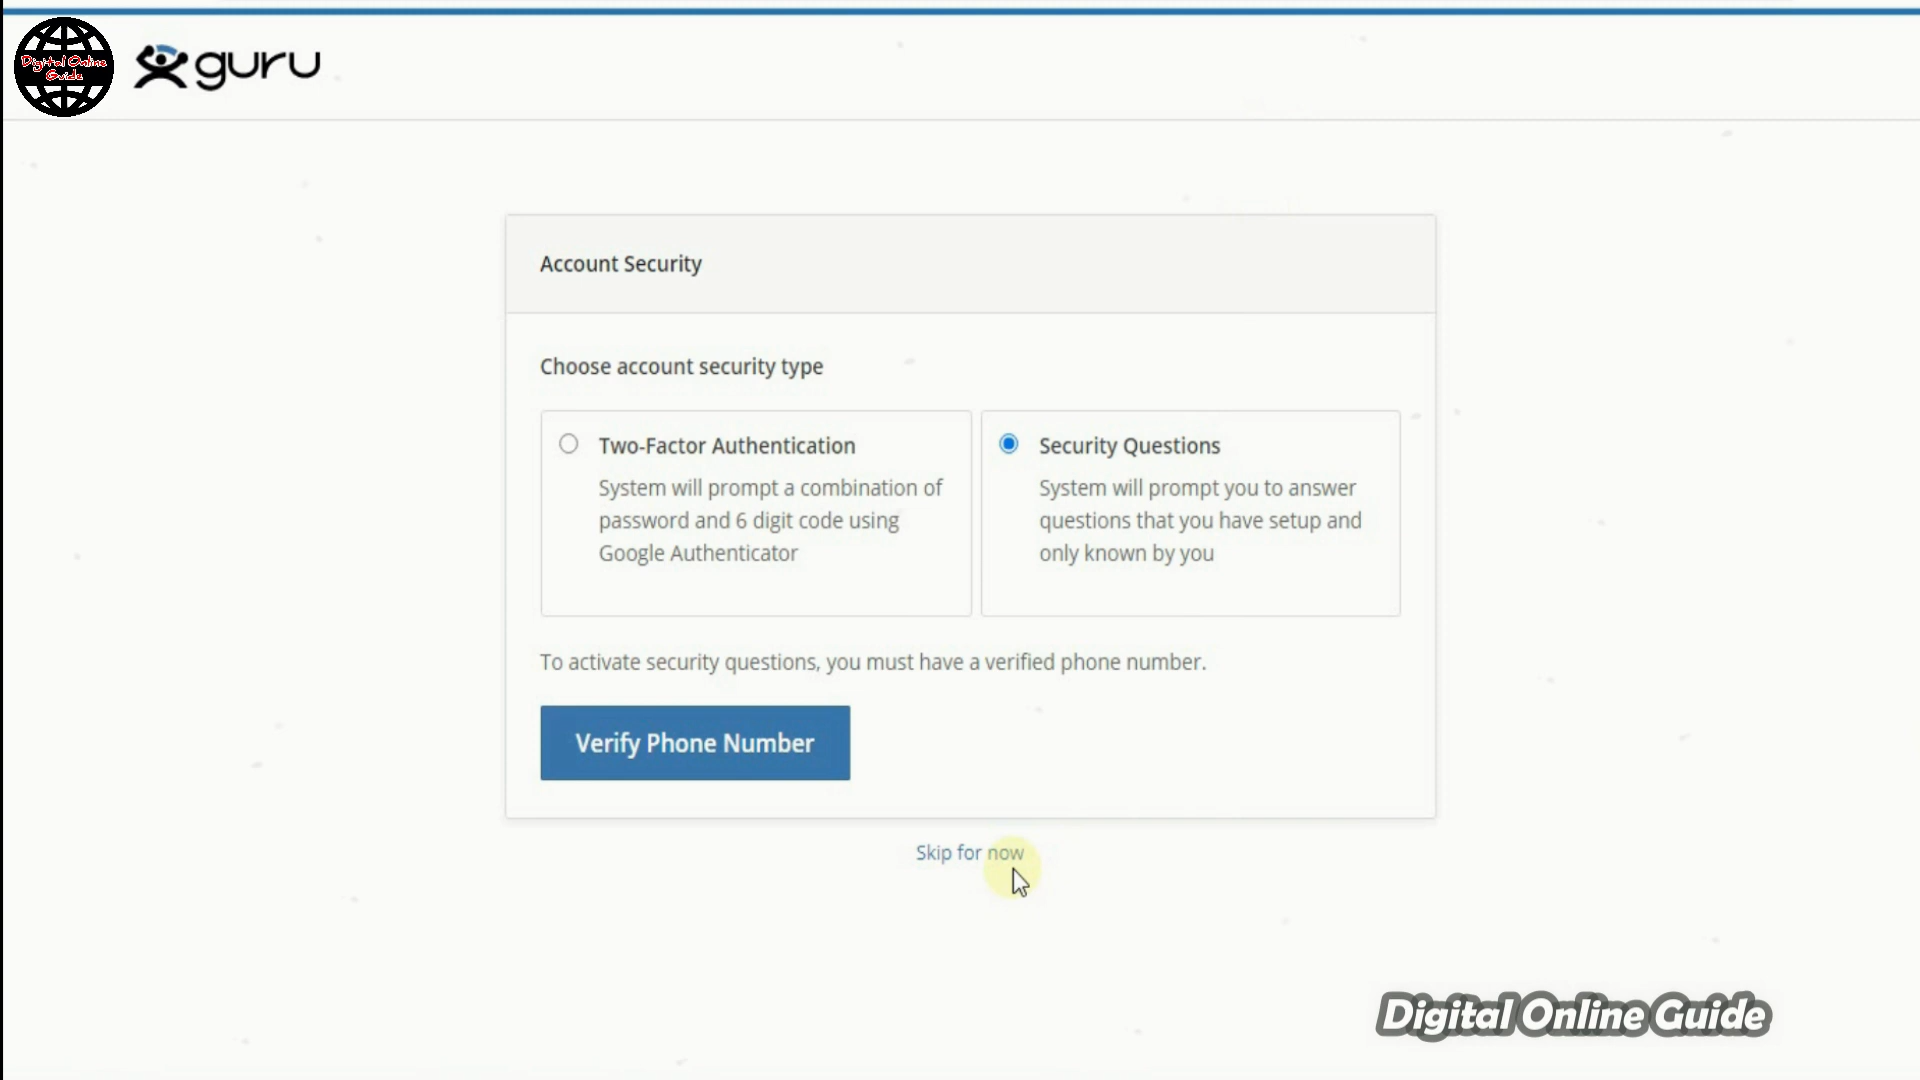 Digital Online
Guide
guru
Account Security
Choose account security type
Two-Factor Authentication
System will prompt a combination of
password and 6 digit code using
Google Authenticator
Security Questions
System will prompt you to answer
questions that you have setup and
only known by you
To activate security questions, you must have a verified phone number.
Verify Phone Number
Skip for now
Digital Online Guide